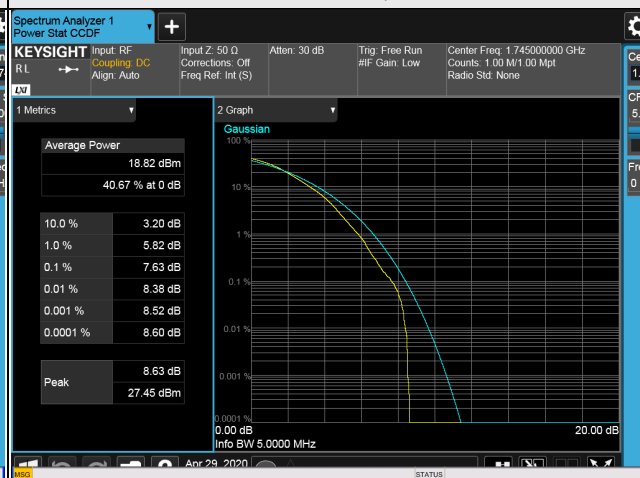 Spectrum Analyzer 1
Power Stat CCDF
+
KEYSIGHT
R L
LXI
Input: RF
Coupling: DC
Align: Auto
Input Z: 50 Ω
Corrections: Off
Freq Ref: Int (S)
Atten: 30 dB
Trig: Free Run
#IF Gain: Low
Center Freq: 1.745000000 GHz
Counts: 1.00 M/1.00 Mpt
Radio Std: None
1 Metrics
Average Power
18.82 dBm
40.67 % at 0 dB
10.0 % 3.20 dB
1.0 % 5.82 dB
0.1 % 7.63 dB
0.01 % 8.38 dB
0.001 % 8.52 dB
0.0001 % 8.60 dB
Peak
8.63 dB
27.45 dBm
2 Graph
Gaussian
100 %
10 %
1 %
0.1 %
0.01 %
0.001 %
0.0001 %
0.00 dB
20.00 dB
Info BW 5.0000 MHz
Apr 29, 2020
MSG
STATUS